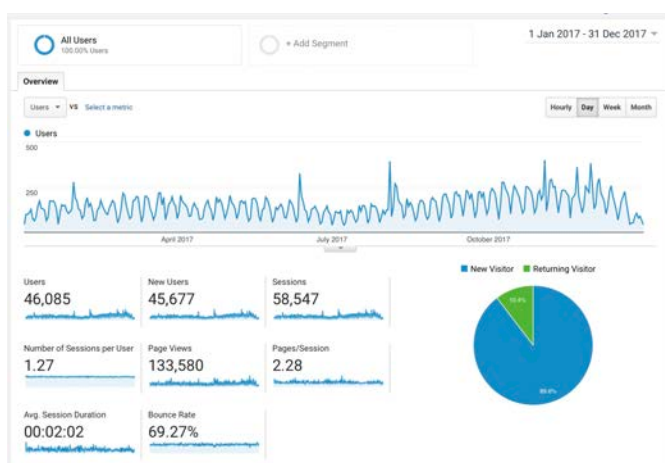 All Users
100.00% Users
+ Add Segment
1 Jan 2017 - 31 Dec 2017
Overview
Users VS Select a metric
Hourly Day Week Month
Users
500
250
April 2017 July 2017 October 2017
New Visitor Returning Visitor
Users New Users Sessions
46,085 45,677 58,547
Number of Sessions per User Page Views Pages/Session
1.27 133,580 2.28
Avg. Session Duration Bounce Rate
00:02:02 69.27%